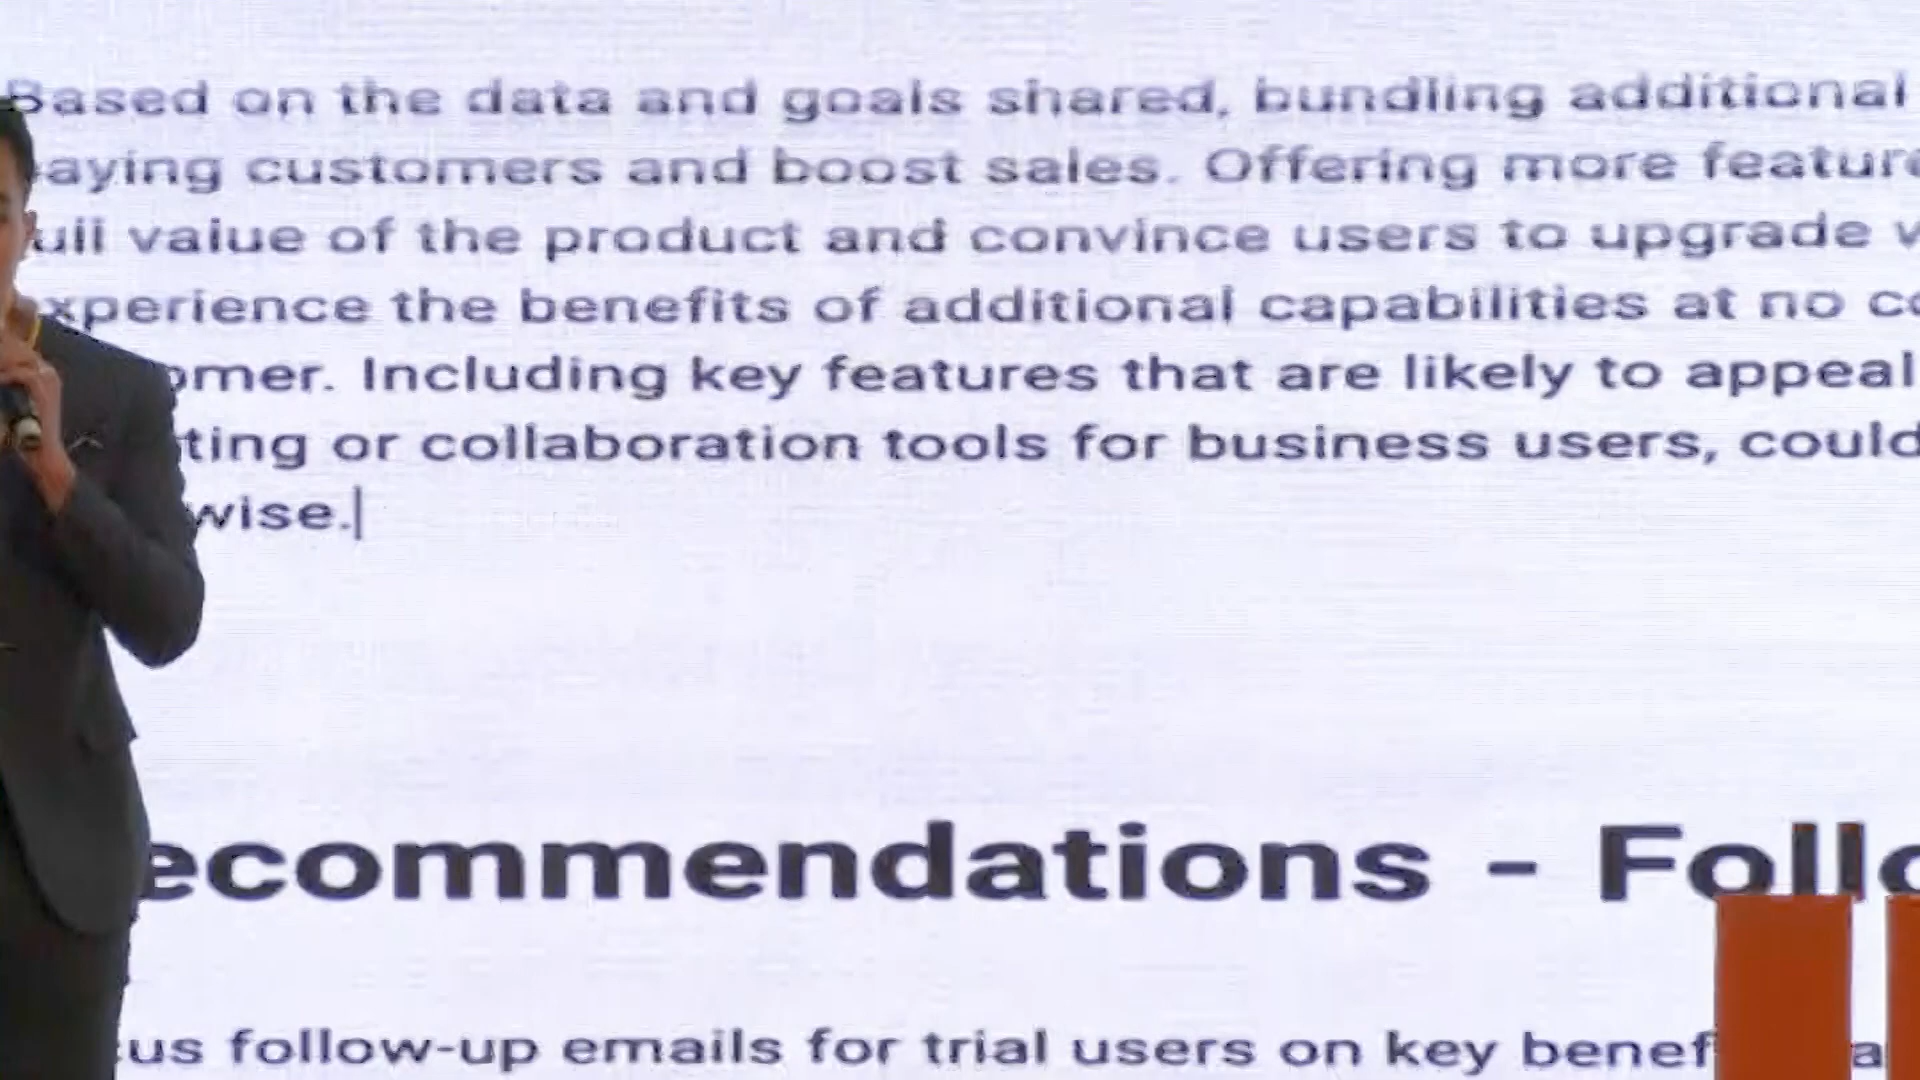 Based on the data and goals shared, bundling additional
aying customers and boost sales. Offering more feature
ull value of the product and convince users to upgrade
xperience the benefits of additional capabilities at no
omer. Including key features that are likely to appeal
ting or collaboration tools for business users, could
wise.
ecommendations - Follo
us follow-up emails for trial users on key benef